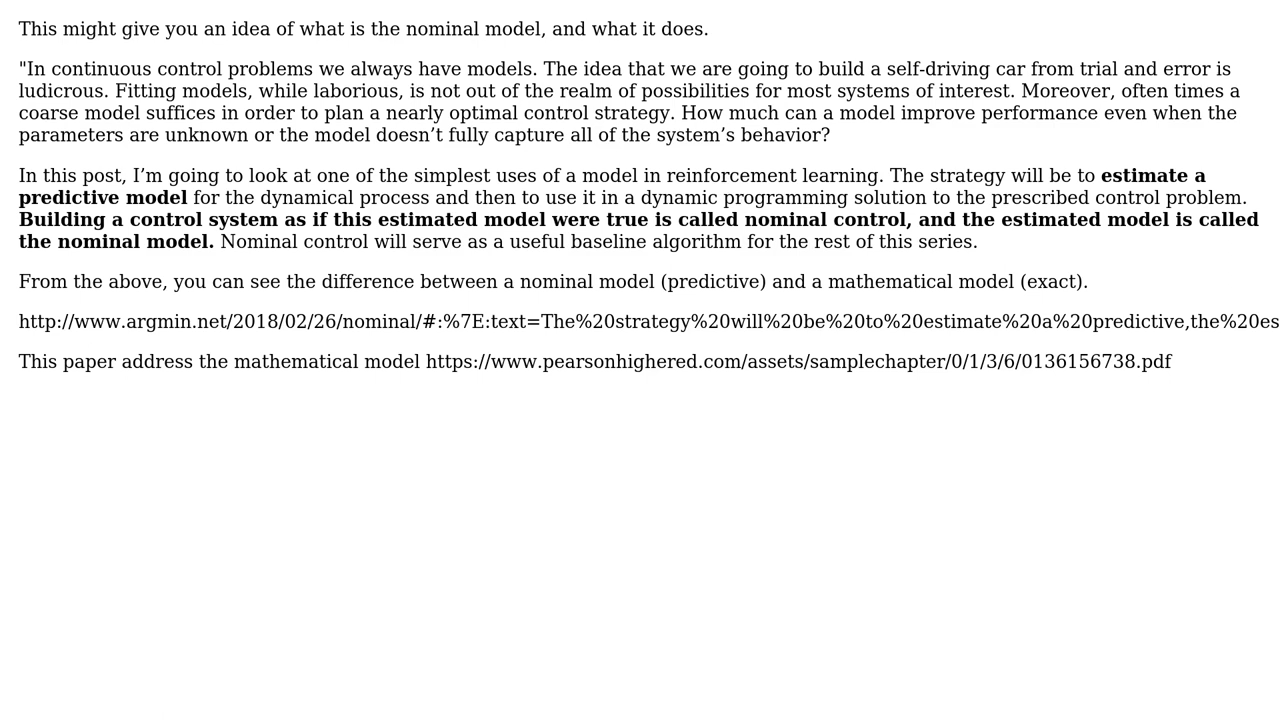 This might give you an idea of what is the nominal model, and what it does.
"In continuous control problems we always have models. The idea that we are going to build a self-driving car from trial and error is
ludicrous. Fitting models, while laborious, is not out of the realm of possibilities for most systems of interest. Moreover, often times a
coarse model suffices in order to plan a nearly optimal control strategy. How much can a model improve performance even when the
parameters are unknown or the model doesn’t fully capture all of the system’s behavior?
In this post, I’m going to look at one of the simplest uses of a model in reinforcement learning. The strategy will be to estimate a
predictive model for the dynamical process and then to use it in a dynamic programming solution to the prescribed control problem.
Building a control system as if this estimated model were true is called nominal control, and the estimated model is called
the nominal model. Nominal control will serve as a useful baseline algorithm for the rest of this series.
From the above, you can see the difference between a nominal model (predictive) and a mathematical model (exact).
http://www.argmin.net/2018/02/26/nominal/#:%7E:text=The%20strategy%20will%20be%20to%20estimate%20a%20predictive,the%20es
This paper address the mathematical model https://www.pearsonhighered.com/assets/samplechapter/0/1/3/6/0136156738.pdf